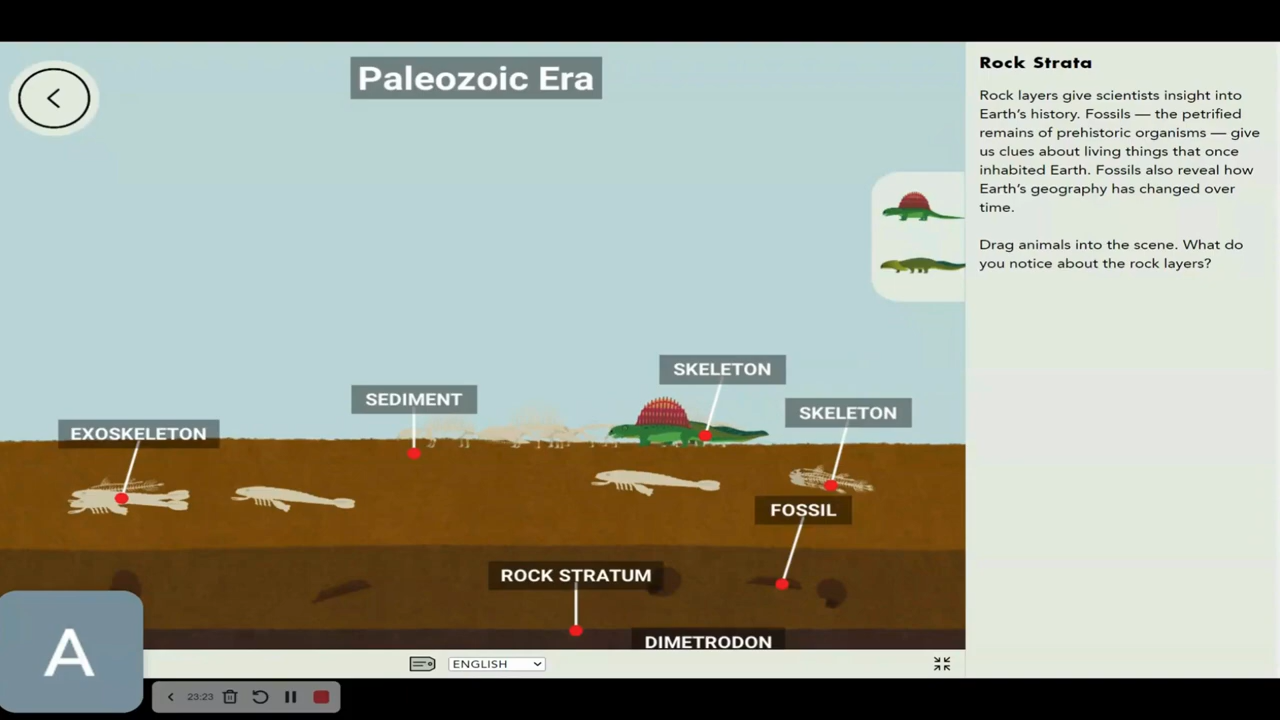 Paleozoic Era
Rock Strata
Rock layers give scientists insight into
Earth's history. Fossils — the petrified
remains of prehistoric organisms — give
us clues about living things that once
inhabited Earth. Fossils also reveal how
Earth's geography has changed over
time.
Drag animals into the scene. What do
you notice about the rock layers?
SKELETON
SEDIMENT
SKELETON
EXOSKELETON
FOSSIL
ROCK STRATUM
DIMETRODON
A
ENGLISH
23:23